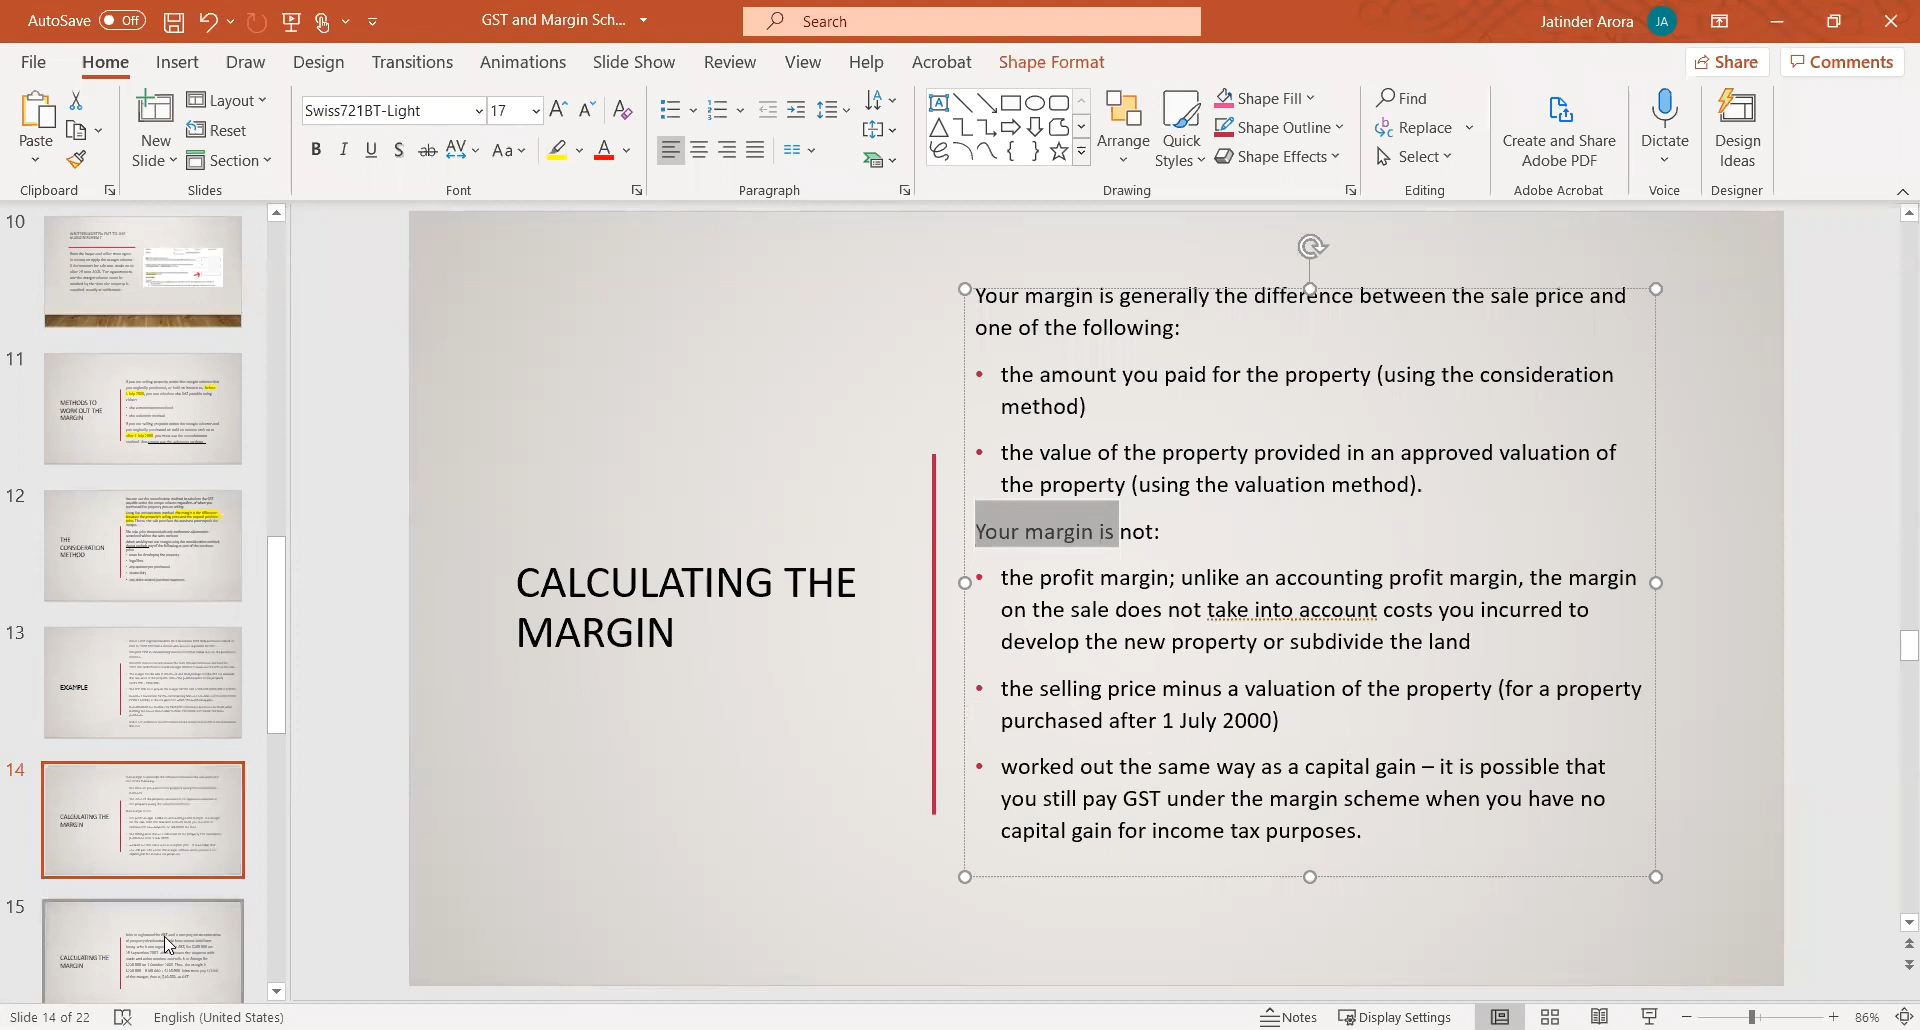 AutoSave Off
GST and Margin Sch...
Search
Jatinder Arora JA
File Home Insert Draw Design Transitions Animations Slide Show Review View Help Acrobat Shape Format
Share Comments
Paste
New Slide
Layout
Reset
Section
Swiss721BT-Light 17
B I U S ab AV Aa A
Arrange
Quick Styles
Shape Fill
Shape Outline
Shape Effects
Find
Replace
Select
Create and Share Adobe PDF
Dictate
Design Ideas
Clipboard Slides Font Paragraph Drawing Editing Adobe Acrobat Voice Designer
10
11
METHODS TO
WORK OUT THE
MARGIN
12
THE
CONSIDERATION
METHOD
13
EXAMPLE
14
CALCULATING THE
MARGIN
15
CALCULATING THE
MARGIN
CALCULATING THE
MARGIN
Your margin is generally the difference between the sale price and
one of the following:
• the amount you paid for the property (using the consideration
method)
• the value of the property provided in an approved valuation of
the property (using the valuation method).
Your margin is not:
• the profit margin; unlike an accounting profit margin, the margin
on the sale does not take into account costs you incurred to
develop the new property or subdivide the land
• the selling price minus a valuation of the property (for a property
purchased after 1 July 2000)
• worked out the same way as a capital gain – it is possible that
you still pay GST under the margin scheme when you have no
capital gain for income tax purposes.
Slide 14 of 22 English (United States) Notes Display Settings 86%